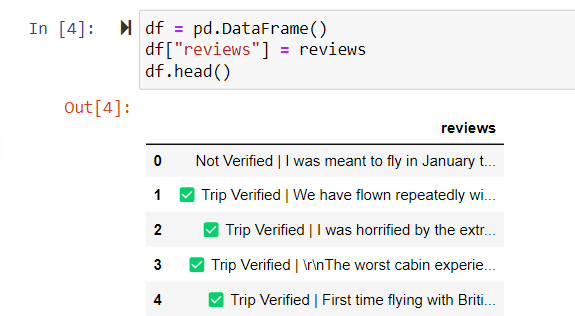 In [4]: df = pd.DataFrame()
df["reviews"] = reviews
df.head()
Out[4]:
reviews
0 Not Verified | I was meant to fly in January t...
1 ✅ Trip Verified | We have flown repeatedly wi...
2 ✅ Trip Verified | I was horrified by the extr...
3 ✅ Trip Verified | \r\nThe worst cabin experie...
4 ✅ Trip Verified | First time flying with Briti...